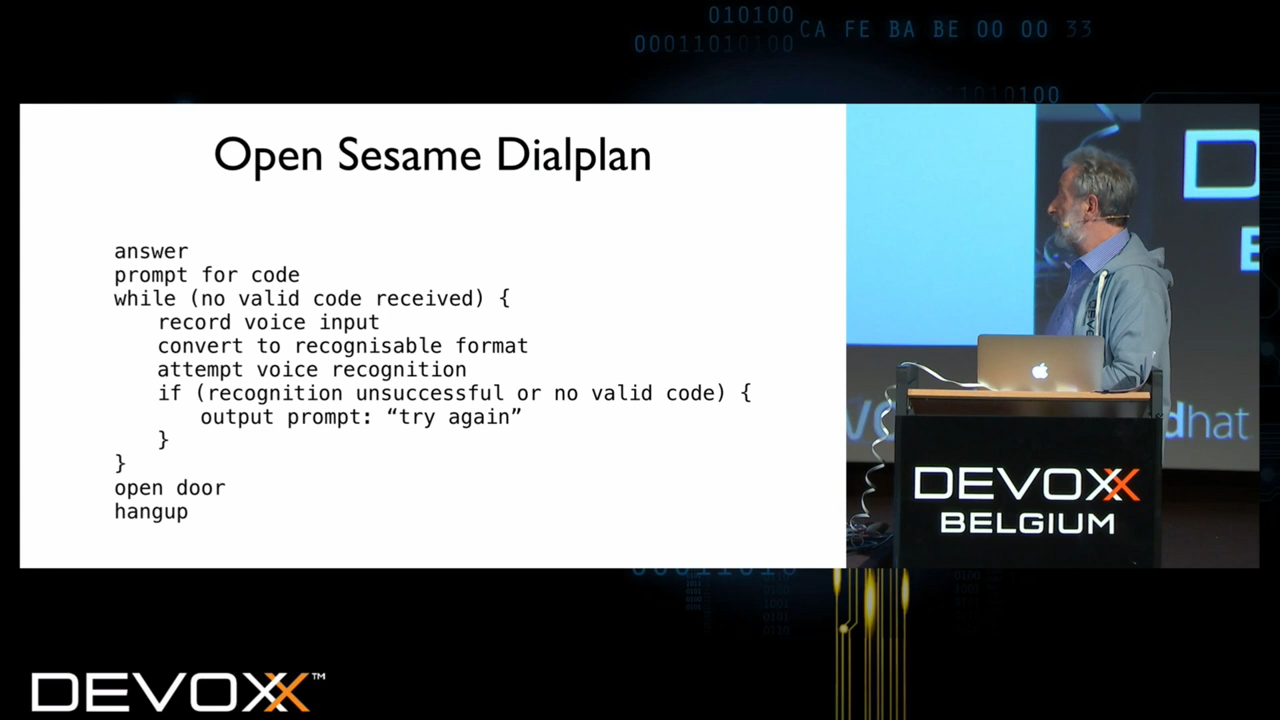 010100
00011010100
CA FE BA BE 00 00 33
11010100
Open Sesame Dialplan
answer
prompt for code
while (no valid code received) {
record voice input
convert to recognisable format
attempt voice recognition
if (recognition unsuccessful or no valid code) {
output prompt: “try again”
}
}
open door
hangup
hat
DEVOXX
BELGIUM
DEVOXX™